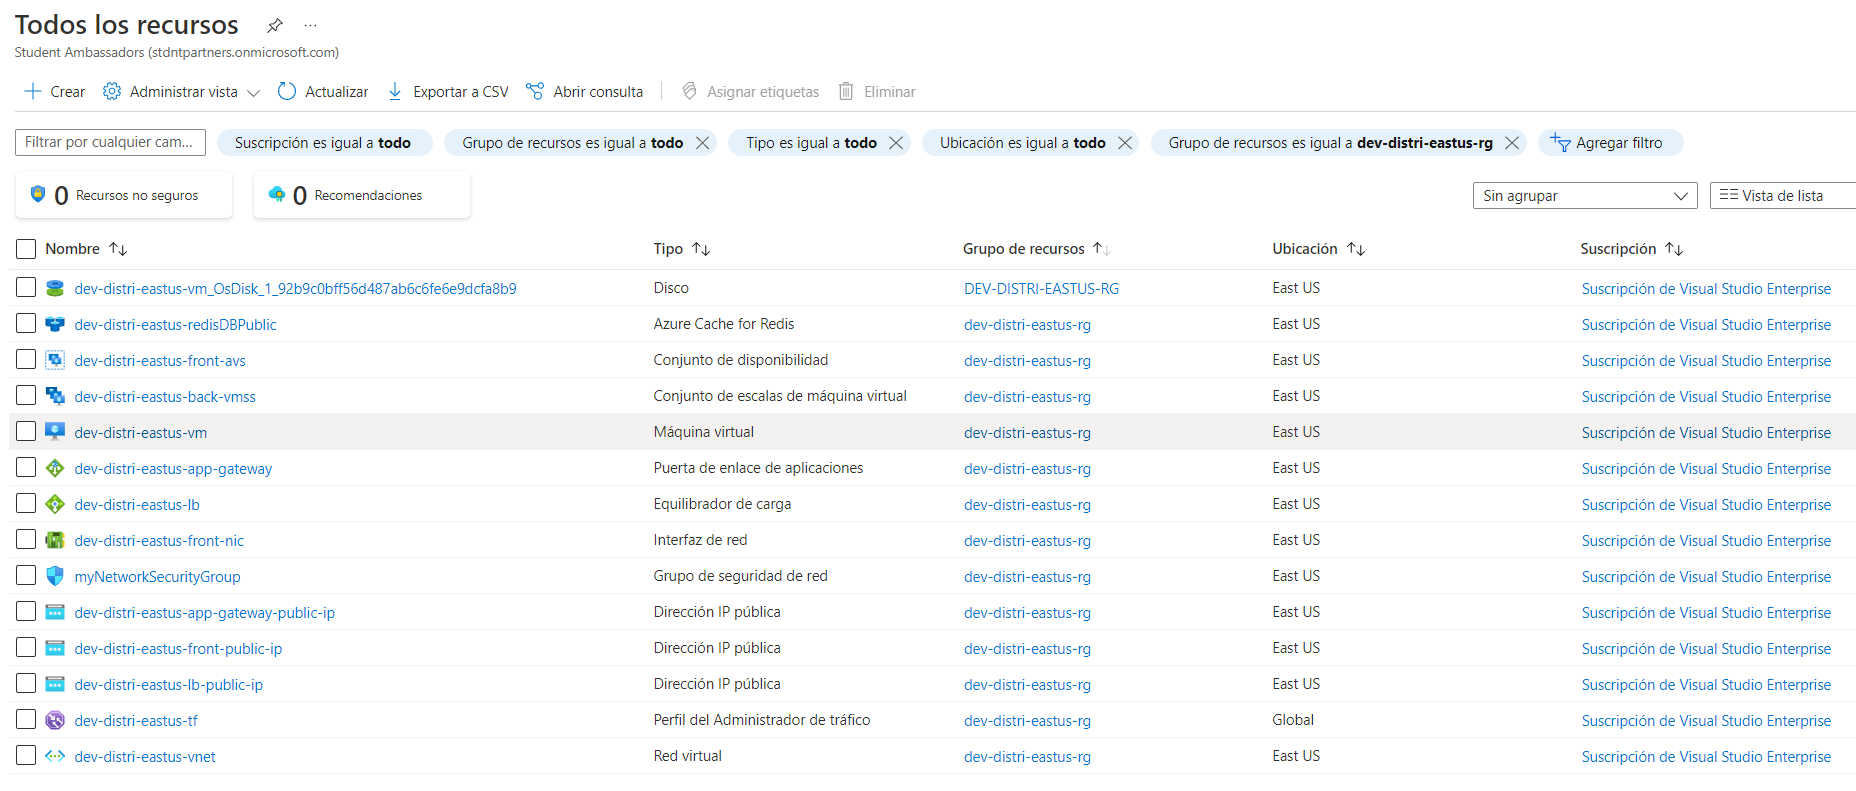 Todos los recursos
Student Ambassadors (stdntpartners.onmicrosoft.com)
Crear Administrar vista Actualizar Exportar a CSV Abrir consulta Asignar etiquetas Eliminar
Filtrar por cualquier cam... Suscripción es igual a todo Grupo de recursos es igual a todo Tipo es igual a todo Ubicación es igual a todo Grupo de recursos es igual a dev-distri-eastus-rg Agregar filtro
0 Recursos no seguros 0 Recomendaciones Sin agrupar Vista de lista
Nombre Tipo Grupo de recursos Ubicación Suscripción
dev-distri-eastus-vm_OsDisk_1_92b9c0bff56d487ab6c6fe6e9dcfa8b9 Disco DEV-DISTRI-EASTUS-RG East US Suscripción de Visual Studio Enterprise
dev-distri-eastus-redisDBPublic Azure Cache for Redis dev-distri-eastus-rg East US Suscripción de Visual Studio Enterprise
dev-distri-eastus-front-avs Conjunto de disponibilidad dev-distri-eastus-rg East US Suscripción de Visual Studio Enterprise
dev-distri-eastus-back-vmss Conjunto de escalas de máquina virtual dev-distri-eastus-rg East US Suscripción de Visual Studio Enterprise
dev-distri-eastus-vm Máquina virtual dev-distri-eastus-rg East US Suscripción de Visual Studio Enterprise
dev-distri-eastus-app-gateway Puerta de enlace de aplicaciones dev-distri-eastus-rg East US Suscripción de Visual Studio Enterprise
dev-distri-eastus-lb Equilibrador de carga dev-distri-eastus-rg East US Suscripción de Visual Studio Enterprise
dev-distri-eastus-front-nic Interfaz de red dev-distri-eastus-rg East US Suscripción de Visual Studio Enterprise
myNetworkSecurityGroup Grupo de seguridad de red dev-distri-eastus-rg East US Suscripción de Visual Studio Enterprise
dev-distri-eastus-app-gateway-public-ip Dirección IP pública dev-distri-eastus-rg East US Suscripción de Visual Studio Enterprise
dev-distri-eastus-front-public-ip Dirección IP pública dev-distri-eastus-rg East US Suscripción de Visual Studio Enterprise
dev-distri-eastus-lb-public-ip Dirección IP pública dev-distri-eastus-rg East US Suscripción de Visual Studio Enterprise
dev-distri-eastus-tf Perfil del Administrador de tráfico dev-distri-eastus-rg Global Suscripción de Visual Studio Enterprise
dev-distri-eastus-vnet Red virtual dev-distri-eastus-rg East US Suscripción de Visual Studio Enterprise